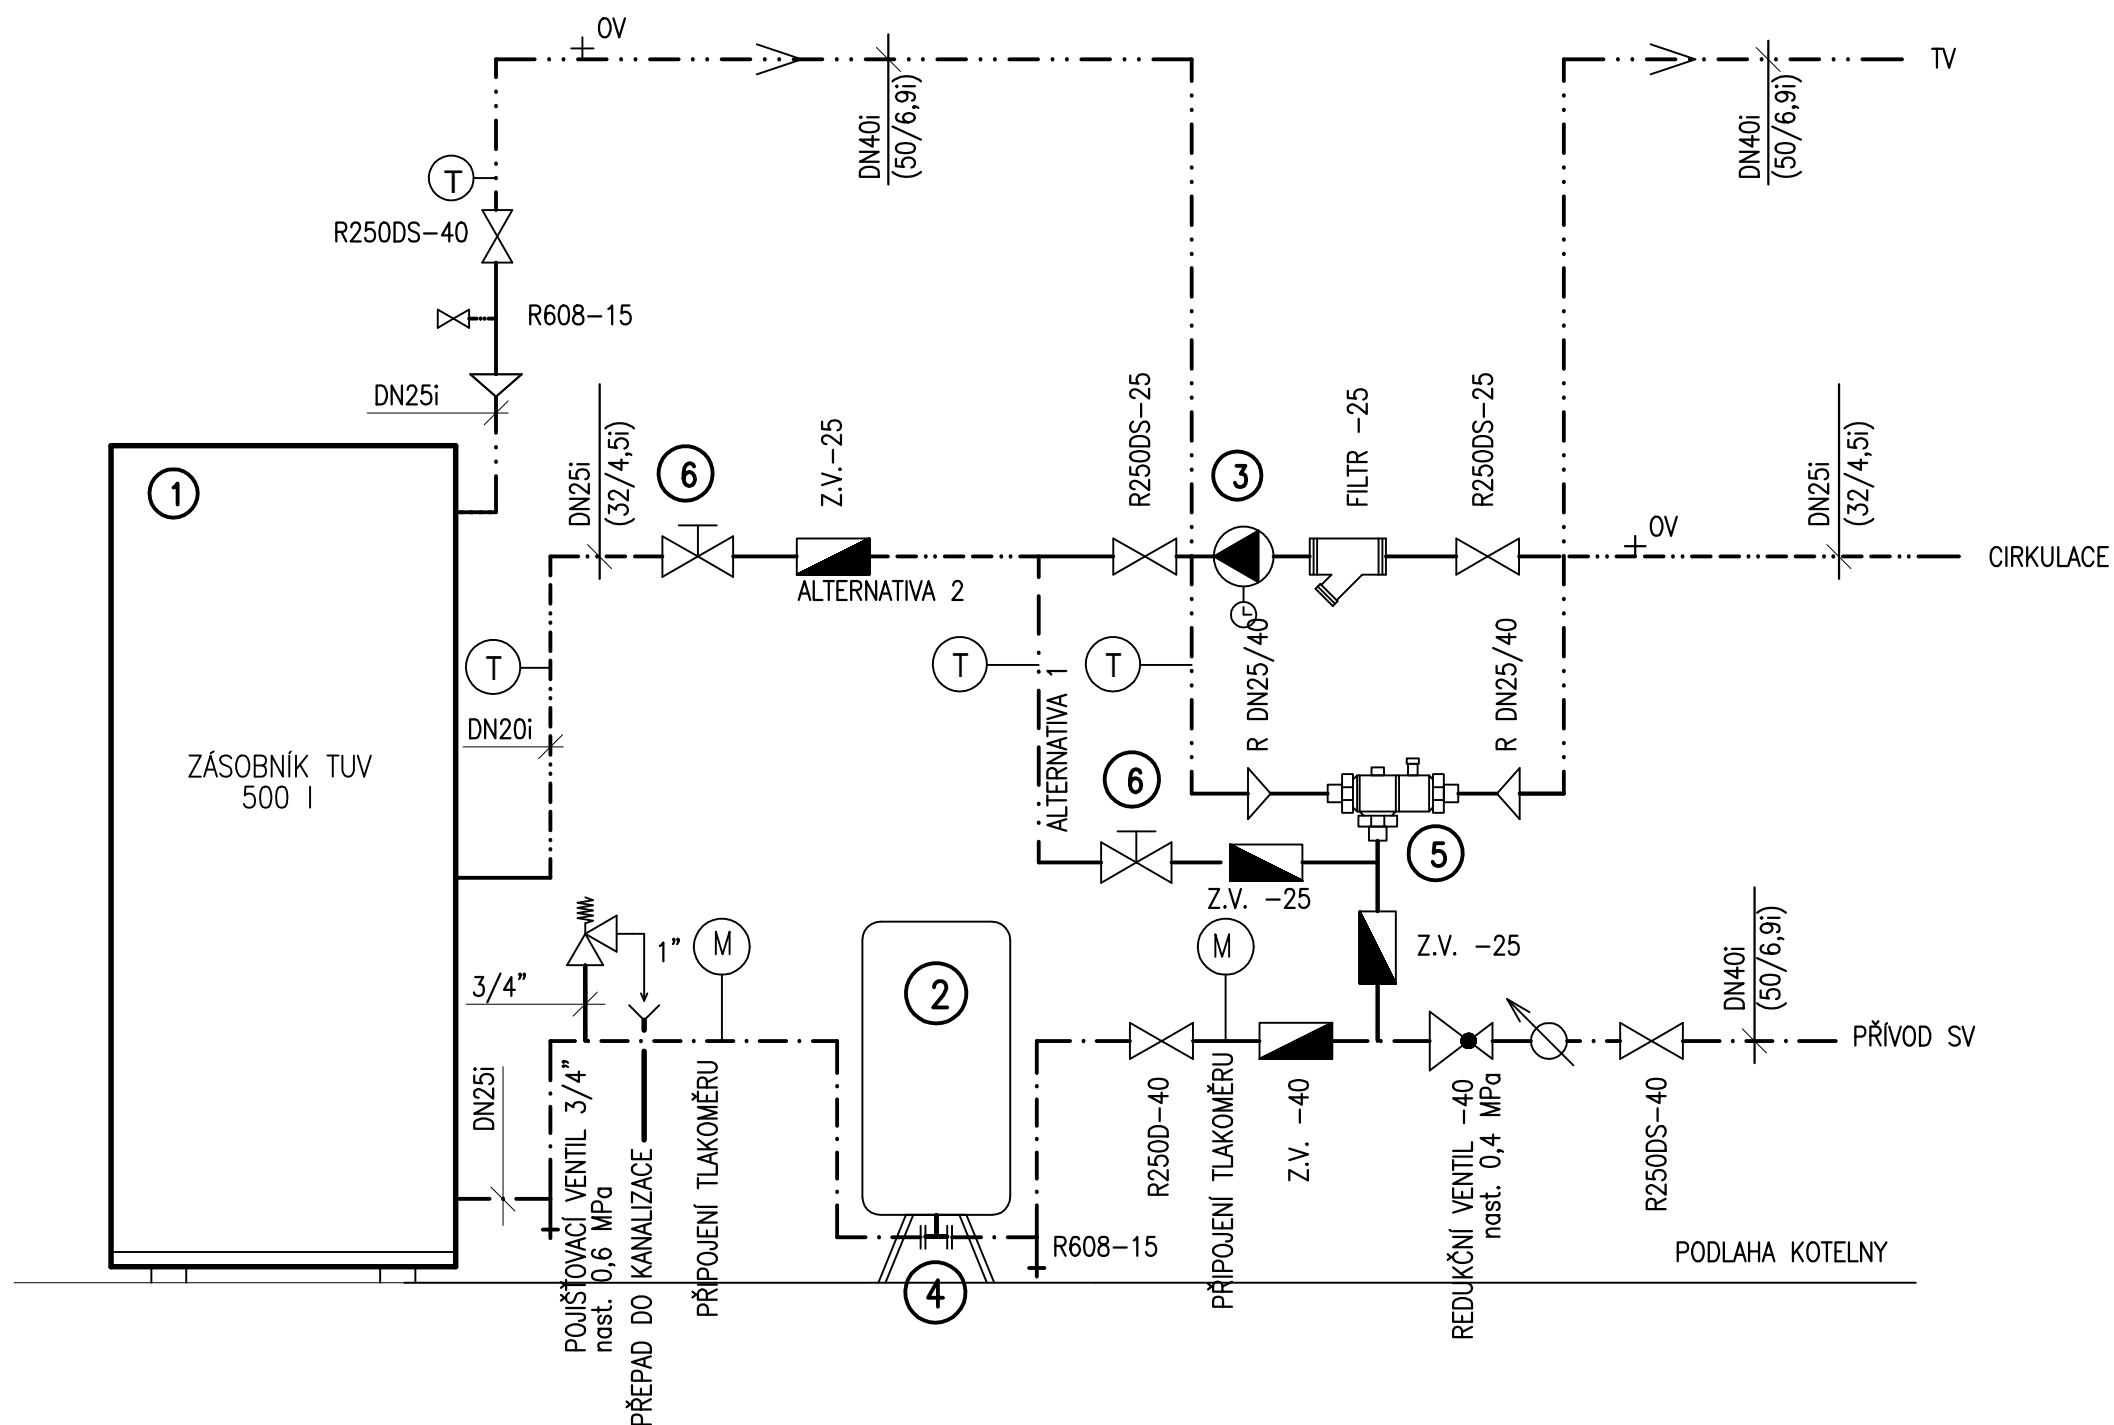 OV
TV
DN40i
(50/6,9i)
DN40i
(50/6,9i)
T
R250DS-40
R608-15
DN25i
1
DN25i
(32/4,5i)
6
Z.V.-25
ALTERNATIVA 2
R250DS-25
3
FILTR -25
R250DS-25
OV
DN25i
(32/4,5i)
CIRKULACE
T
DN20i
T
ALTERNATIVA 1
T
R DN25/40
R DN25/40
ZÁSOBNÍK TUV
500 l
6
5
Z.V. -25
Z.V. -25
3/4"
1"
M
2
M
DN40i
(50/6,9i)
PŘÍVOD SV
DN25i
POJIŠŤOVACÍ VENTIL 3/4"
nast. 0,6 MPa
PŘEPAD DO KANALIZACE
PŘIPOJENÍ TLAKOMĚRU
4
R608-15
R250D-40
PŘIPOJENÍ TLAKOMĚRU
Z.V. -40
REDUKČNÍ VENTIL -40
nast. 0,4 MPa
R250DS-40
PODLAHA KOTELNY